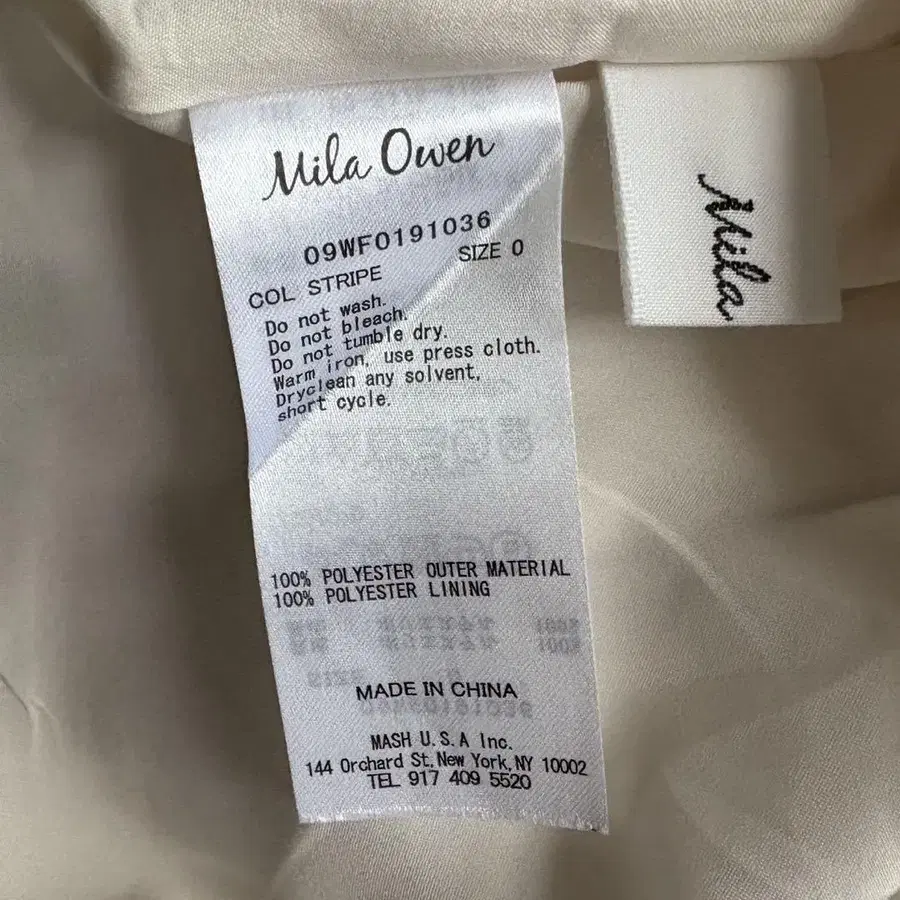 Mila Owen
09WF0191036
COL STRIPE SIZE 0
Do not wash.
Do not bleach.
Do not tumble dry.
Warm iron, use press cloth.
Dryclean any solvent,
short cycle.
100% POLYESTER OUTER MATERIAL
100% POLYESTER LINING
MADE IN CHINA
MASH U.S.A Inc.
144 Orchard St, New York, NY 10002
TEL 917 409 5520
Mila